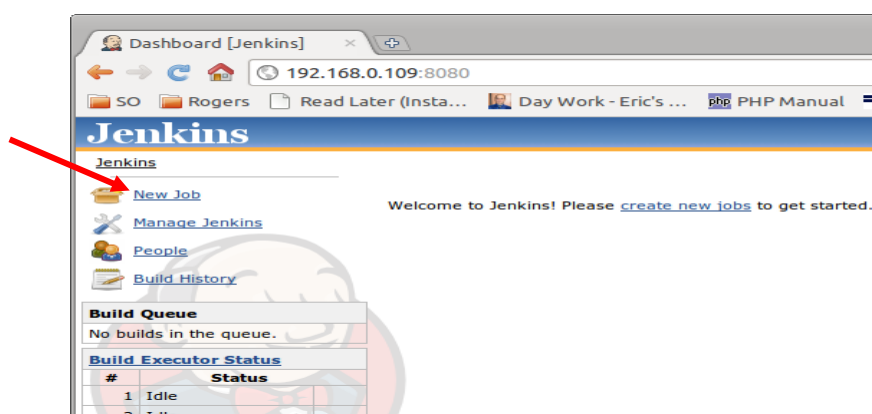 Dashboard [Jenkins]
192.168.0.109:8080
SO Rogers Read Later (Insta... Day Work - Eric's ... php PHP Manual
Jenkins
Jenkins
New Job
Welcome to Jenkins! Please create new jobs to get started.
Manage Jenkins
People
Build History
Build Queue
No builds in the queue.
Build Executor Status
# Status
1 Idle